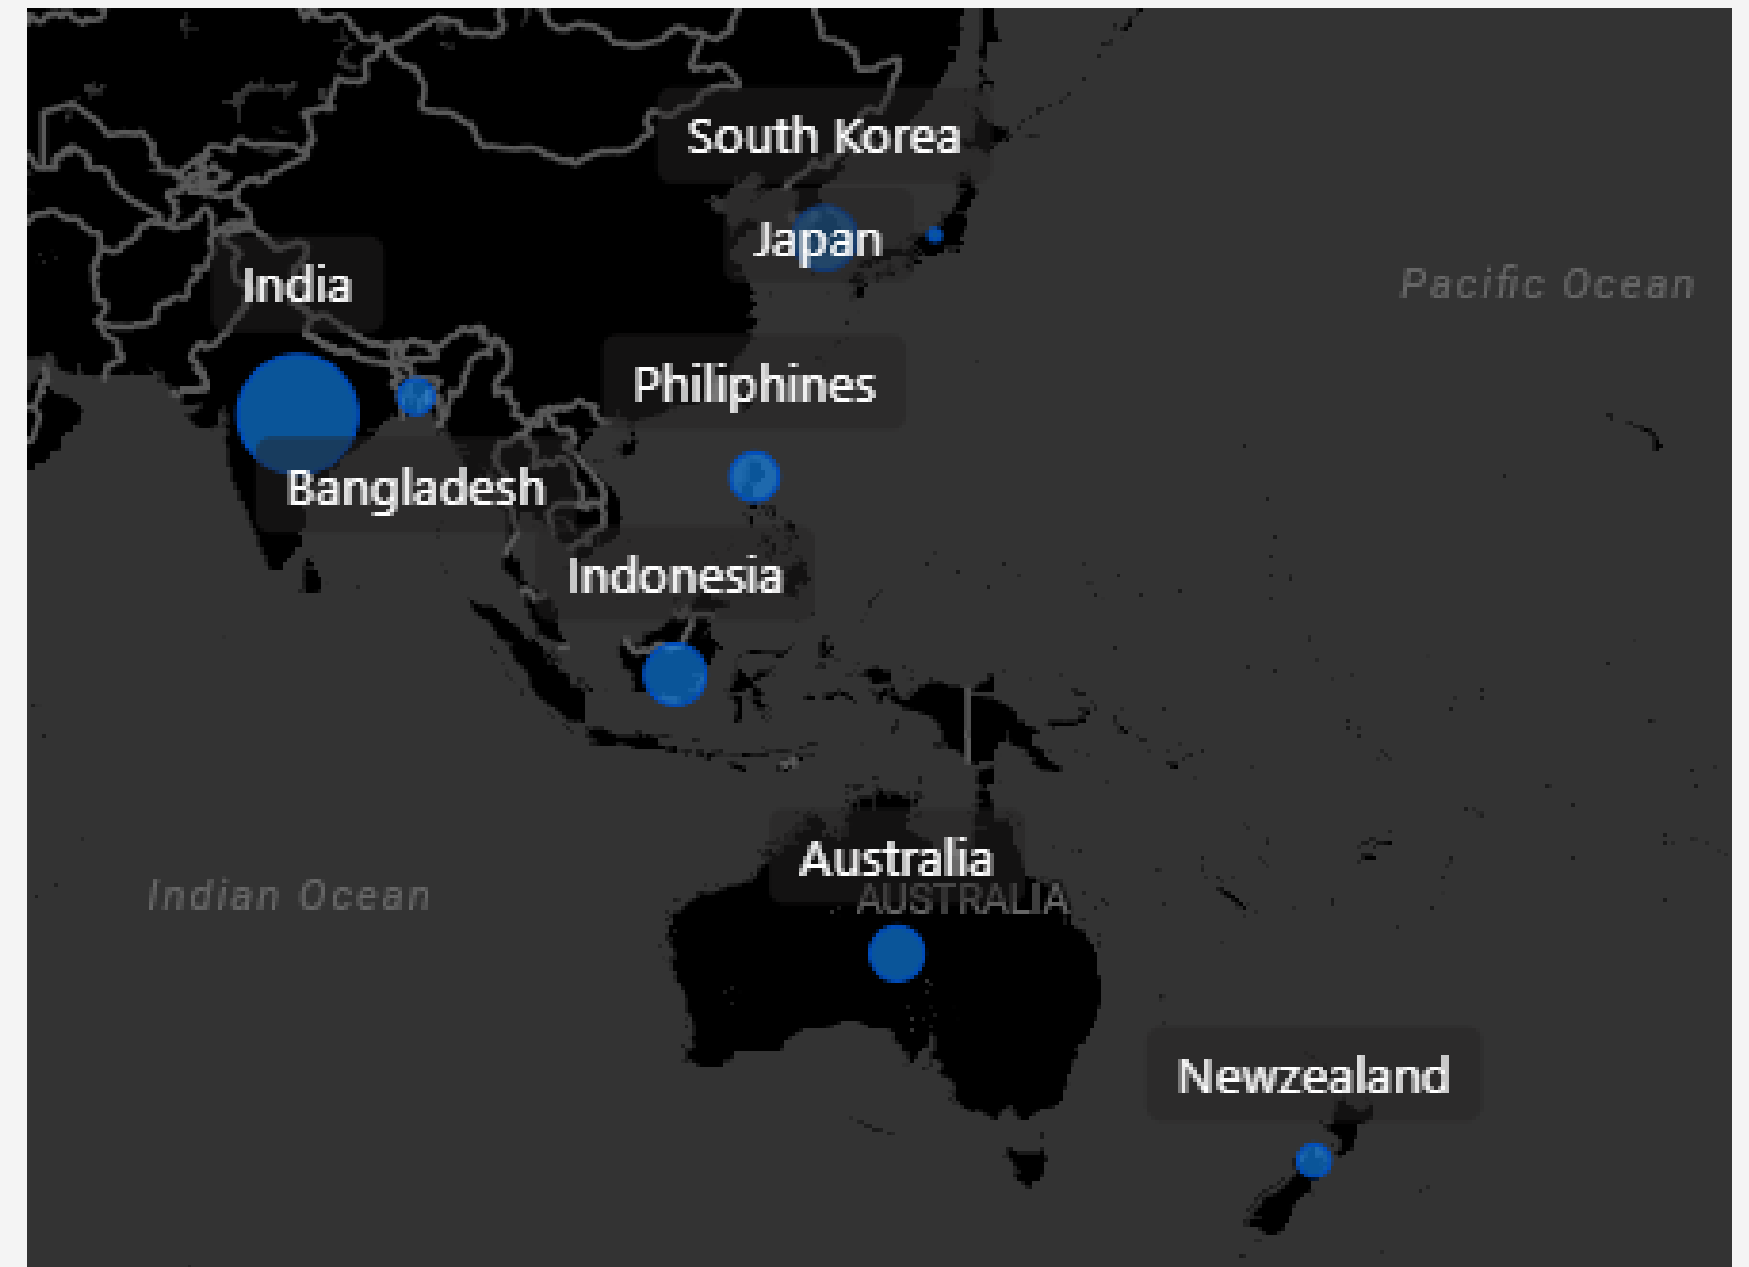 South Korea
Japan
India
Pacific Ocean
Philiphines
Bangladesh
Indonesia
Australia
AUSTRALIA
Indian Ocean
Newzealand